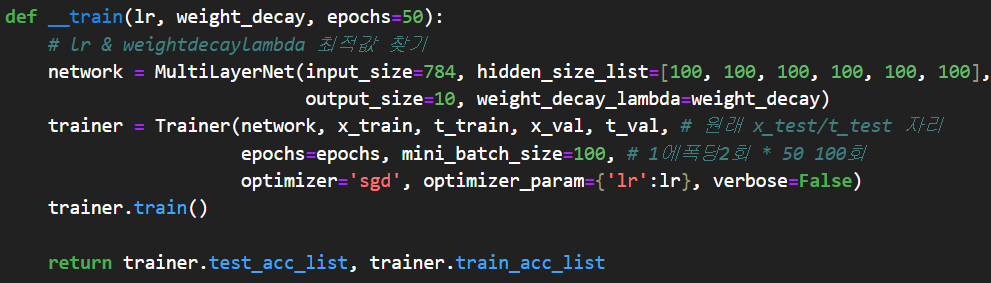 def __train(lr, weight_decay, epochs=50):
# lr & weightdecaylambda 최적값 찾기
network = MultiLayerNet(input_size=784, hidden_size_list=[100, 100, 100, 100, 100, 100],
output_size=10, weight_decay_lambda=weight_decay)
trainer = Trainer(network, x_train, t_train, x_val, t_val, # 원래 x_test/t_test 자리
epochs=epochs, mini_batch_size=100, # 1에폭당2회 * 50 100회
optimizer='sgd', optimizer_param={'lr':lr}, verbose=False)
trainer.train()
return trainer.test_acc_list, trainer.train_acc_list